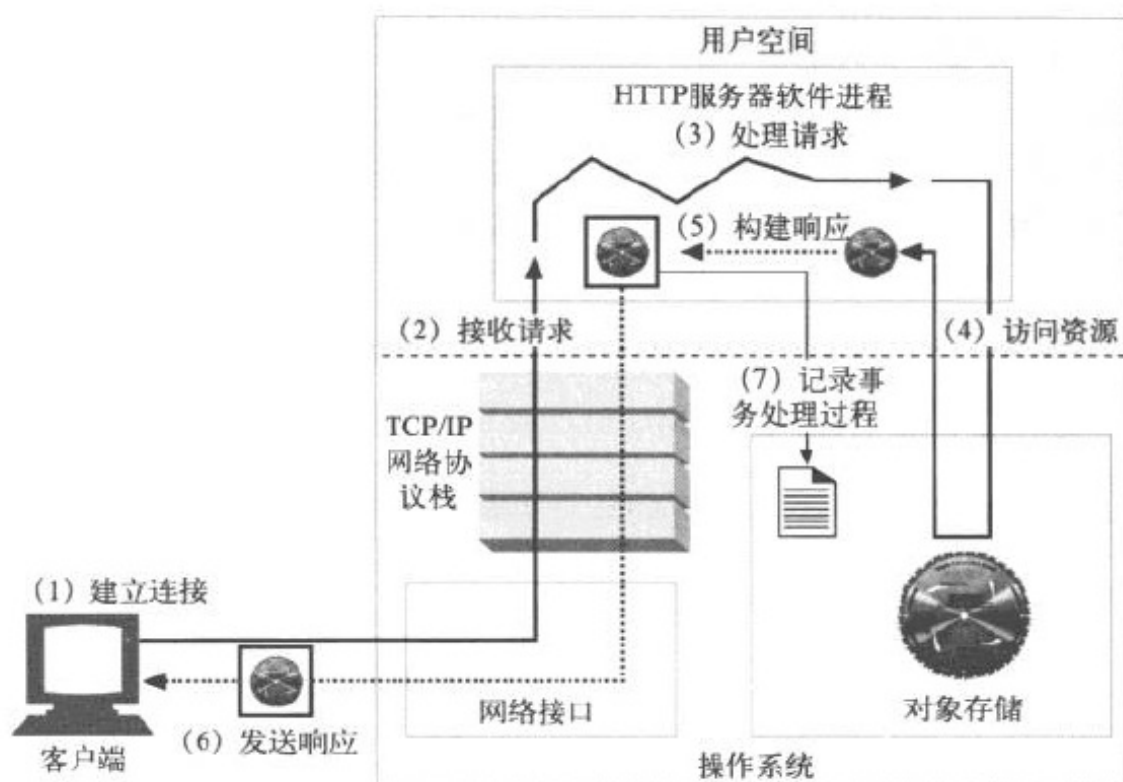 用户空间
HTTP服务器软件进程
（3）处理请求
（5）构建响应
（2）接收请求
（4）访问资源
（7）记录事
务处理过程
TCP/IP
网络协
议栈
（1）建立连接
网络接口
对象存储
（6）发送响应
客户端
操作系统